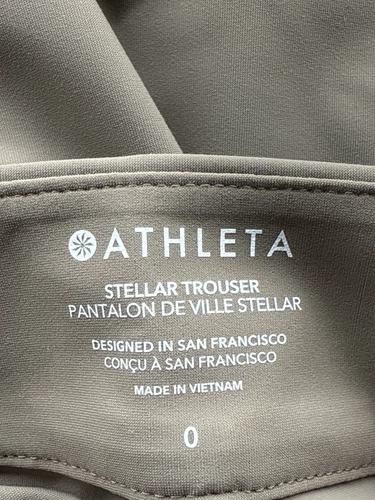 ATHLETA
STELLAR TROUSER
PANTALON DE VILLE STELLAR
DESIGNED IN SAN FRANCISCO
CONÇU À SAN FRANCISCO
MADE IN VIETNAM
0